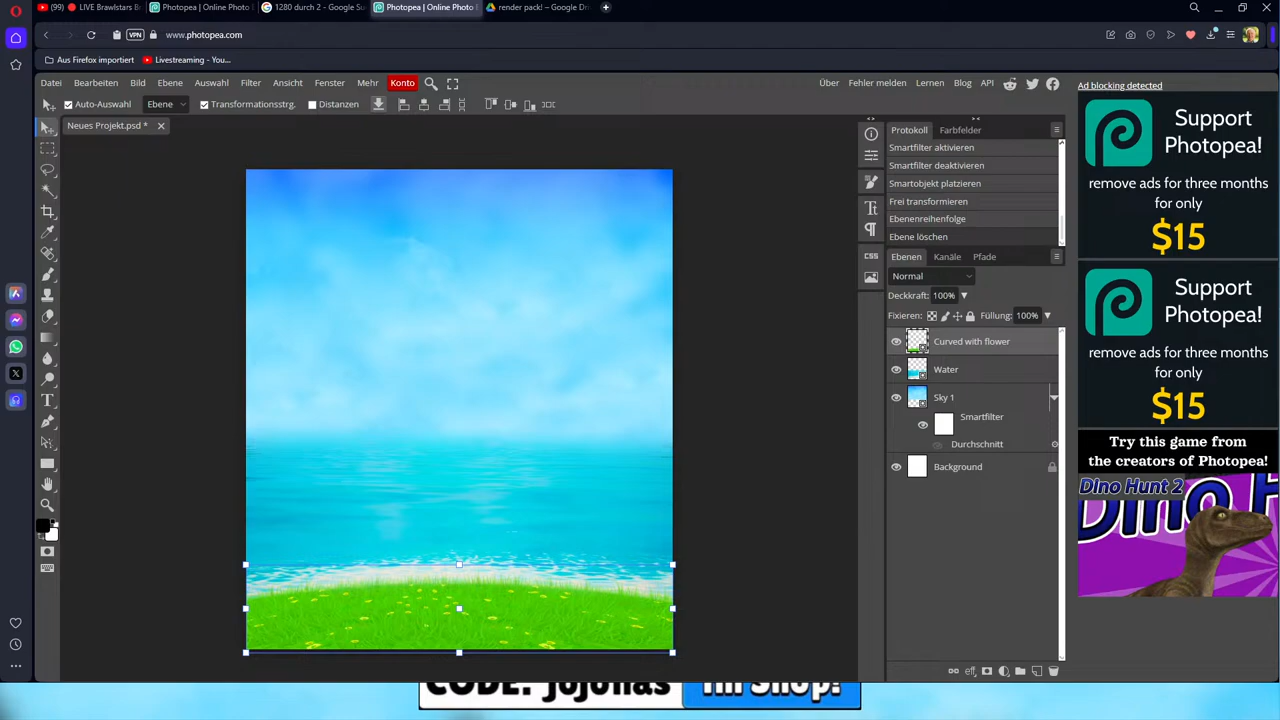 (99) LIVE Brawlstars B
Photopea | Online Photo
1280 durch 2 - Google Su
Photopea | Online Photo
render pack! – Google Dr
VPN
www.photopea.com
Aus Firefox importiert
Livestreaming - You...
Datei Bearbeiten Bild Ebene Auswahl Filter Ansicht Fenster Mehr Konto
Über Fehler melden Lernen Blog API
Auto-Auswahl Ebene Transformationsstrg. Distanzen
Neues Projekt.psd *
Protokoll Farbfelder
Smartfilter aktivieren
Smartfilter deaktivieren
Smartobjekt platzieren
Frei transformieren
Ebenenreihenfolge
Ebene löschen
CSS
Ebenen Kanäle Pfade
Normal
Deckkraft: 100%
Fixieren: Füllung: 100%
Curved with flower
Water
Sky 1
Smartfilter
Durchschnitt
Background
eff
Ad blocking detected
Support
Photopea!
remove ads for three months
for only
$15
Support
Photopea!
remove ads for three months
for only
$15
Try this game from
the creators of Photopea!
Dino Hunt 2
CODE: jojonas Im Shop!